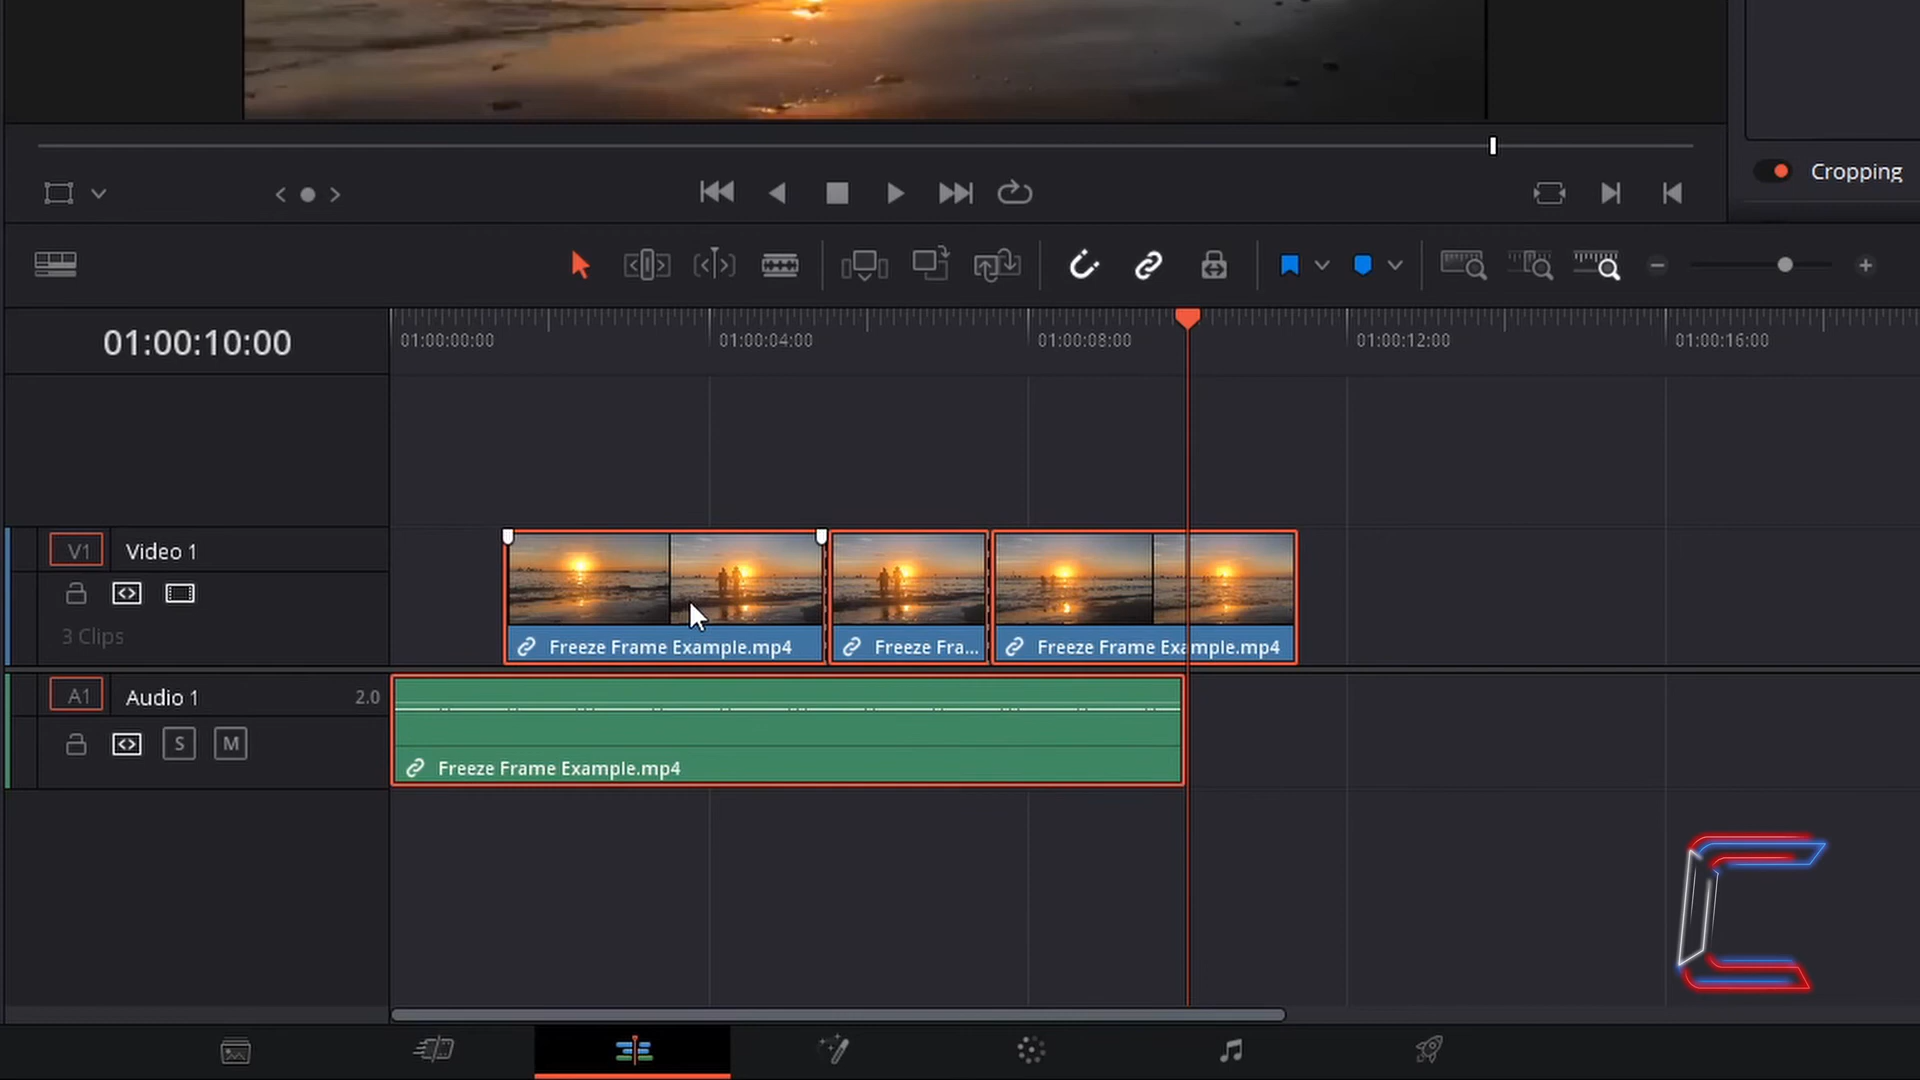 Cropping
01:00:10:00
01:00:00:00
01:00:04:00
01:00:08:00
01:00:12:00
01:00:16:00
V1
Video 1
3 Clips
Freeze Frame Example.mp4
Freeze Fra...
Freeze Frame Example.mp4
A1
Audio 1
2.0
S
M
Freeze Frame Example.mp4